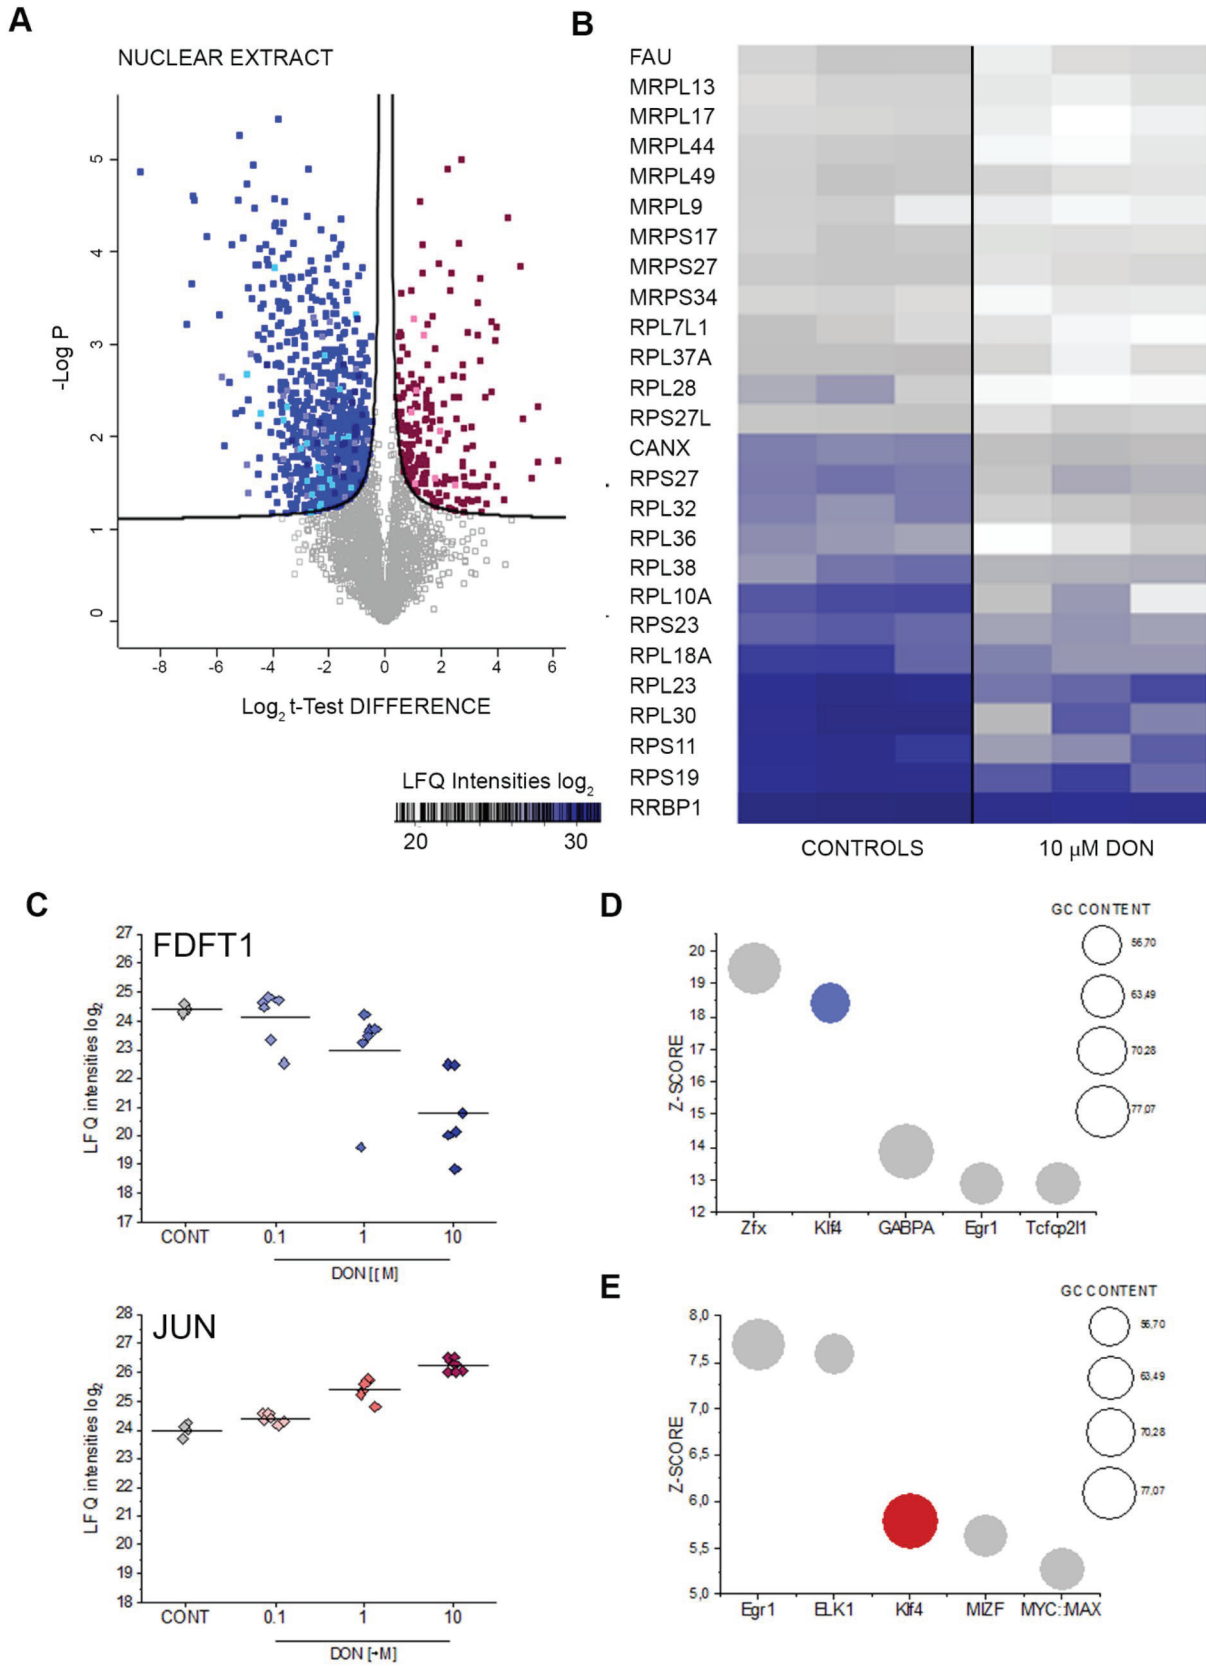 A
NUCLEAR EXTRACT
-Log P
5
4
3
2
1
0
-8 -6 -4 -2 0 2 4 6
Log2 t-Test DIFFERENCE
LFQ Intensities log2
20 30
B
FAU
MRPL13
MRPL17
MRPL44
MRPL49
MRPL9
MRPS17
MRPS27
MRPS34
RPL7L1
RPL37A
RPL28
RPS27L
CANX
RPS27
RPL32
RPL36
RPL38
RPL10A
RPS23
RPL18A
RPL23
RPL30
RPS11
RPS19
RRBP1
CONTROLS 10 µM DON
C
FDFT1
LFQ intensities log2
27
26
25
24
23
22
21
20
19
18
17
CONT 0.1 1 10
DON [[ M]
JUN
LFQ intensities log2
28
27
26
25
24
23
22
21
20
19
18
CONT 0.1 1 10
DON [→M]
D
GC CONTENT
56,70
63,49
70,28
77,07
Z-SCORE
20
19
18
17
16
15
14
13
12
Zfx Klf4 GABPA Egr1 Tcfcp2l1
E
GC CONTENT
56,70
63,49
70,28
77,07
Z-SCORE
8,0
7,5
7,0
6,5
6,0
5,5
5,0
Egr1 ELK1 Klf4 MIZF MYC::MAX